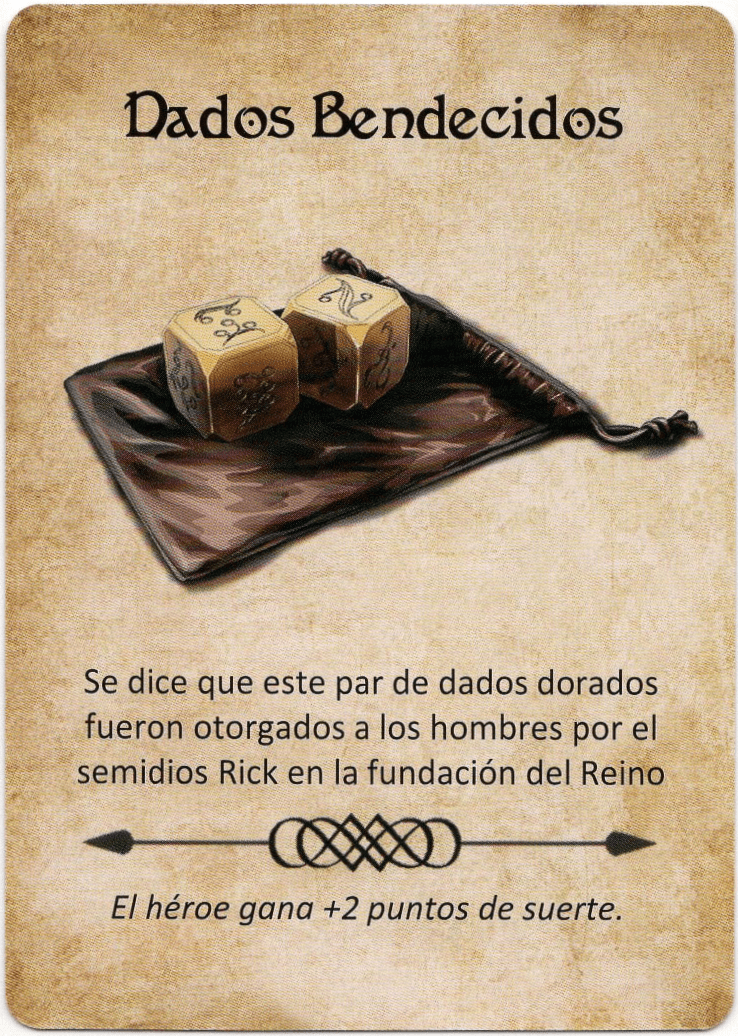 Dados Bendecidos
Se dice que este par de dados dorados
fueron otorgados a los hombres por el
semidios Rick en la fundación del Reino
El héroe gana +2 puntos de suerte.